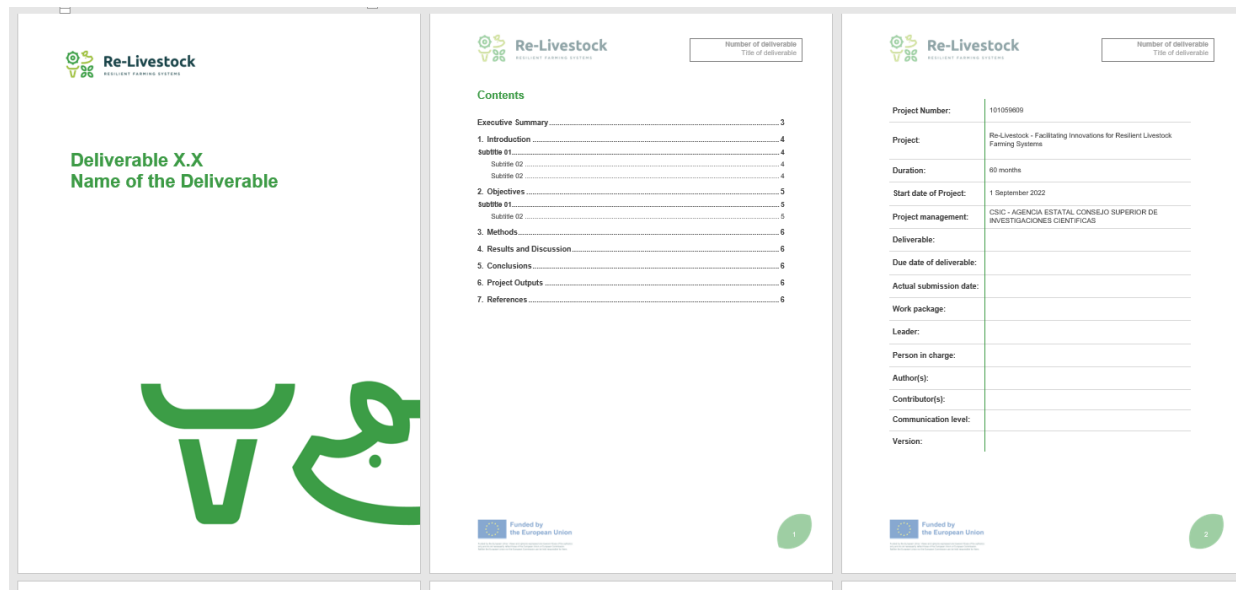 Re-Livestock
RESILIENT FARMING SYSTEMS
Deliverable X.X
Name of the Deliverable
Re-Livestock
RESILIENT FARMING SYSTEMS
Number of deliverable
Title of deliverable
Contents
Executive Summary 3
1. Introduction 4
Subtitle 01 4
Subtitle 02 4
Subtitle 02 4
2. Objectives 5
Subtitle 01 5
Subtitle 02 5
3. Methods 6
4. Results and Discussion 6
5. Conclusions 6
6. Project Outputs 6
7. References 6
Funded by
the European Union
1
Re-Livestock
RESILIENT FARMING SYSTEMS
Number of deliverable
Title of deliverable
Project Number: 101059609
Project: Re-Livestock - Facilitating Innovations for Resilient Livestock
Farming Systems
Duration: 60 months
Start date of Project: 1 September 2022
Project management: CSIC - AGENCIA ESTATAL CONSEJO SUPERIOR DE
INVESTIGACIONES CIENTIFICAS
Deliverable:
Due date of deliverable:
Actual submission date:
Work package:
Leader:
Person in charge:
Author(s):
Contributor(s):
Communication level:
Version:
Funded by
the European Union
2